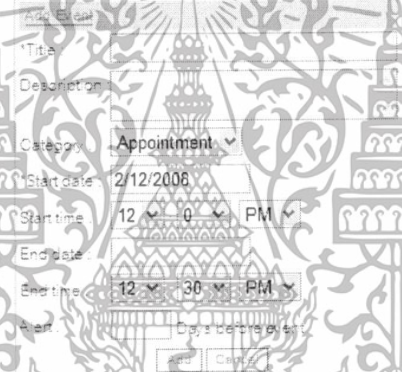 Add Event
*Title :
Description :
Category : Appointment
*Start date : 2/12/2008
Start time : 12 0 PM
End date :
End time : 12 30 PM
Alert : Days before event
Add Cancel